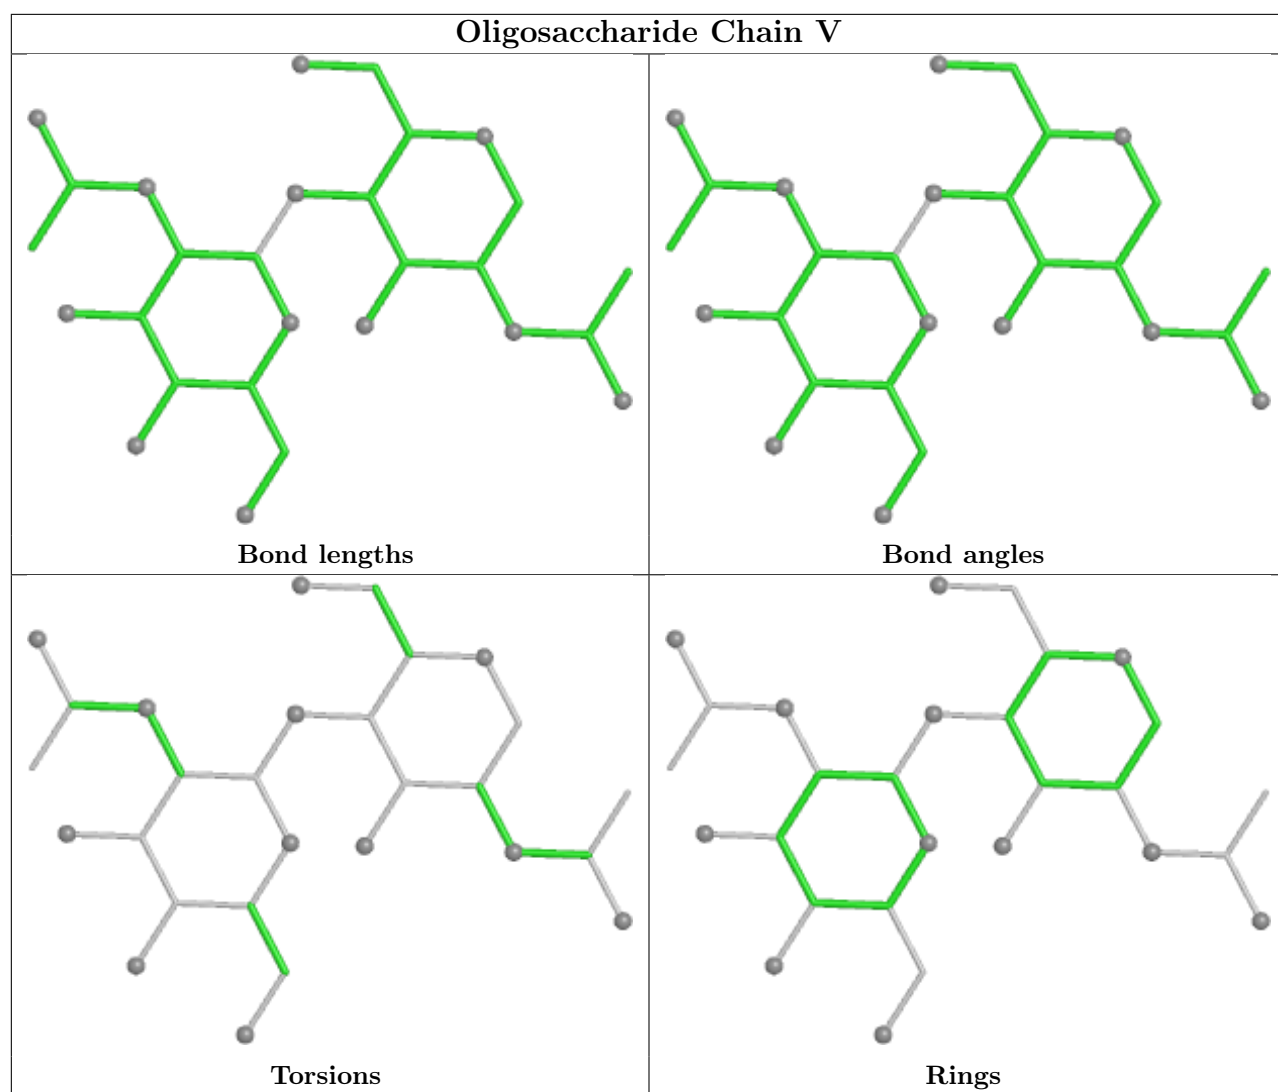 Oligosaccharide Chain V
Bond lengths
Bond angles
Torsions
Rings